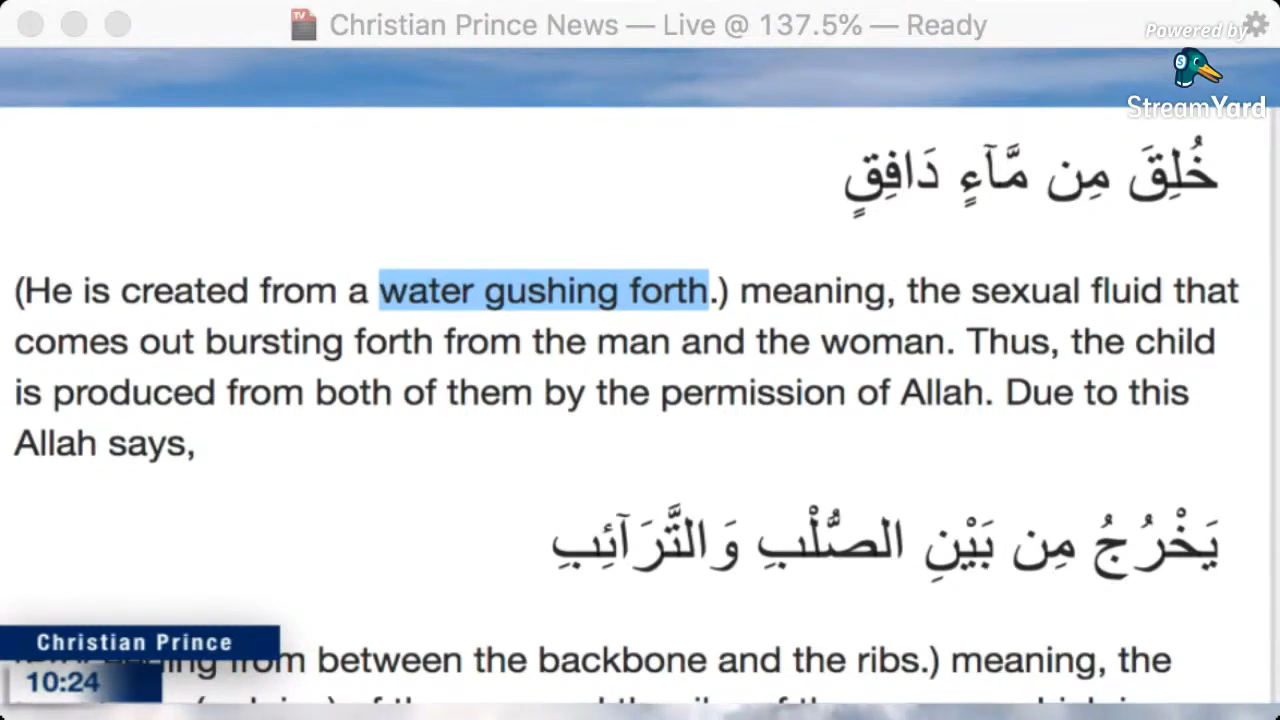 Christian Prince News — Live @ 137.5% — Ready
Powered by
StreamYard
خُلِقَ مِن مَّآءٍ دَافِقٍ
(He is created from a water gushing forth.) meaning, the sexual fluid that
comes out bursting forth from the man and the woman. Thus, the child
is produced from both of them by the permission of Allah. Due to this
Allah says,
يَخْرُجُ مِن بَيْنِ الصُّلْبِ وَالتَّرَآئِبِ
from between the backbone and the ribs.) meaning, the
Christian Prince
10:24